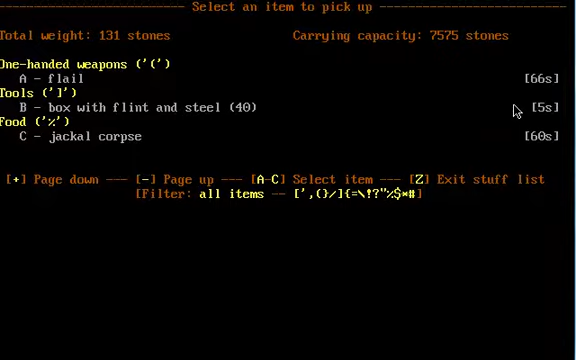 Select an item to pick up
Total weight: 131 stones Carrying capacity: 7575 stones
One-handed weapons ('(')
A - flail [66s]
Tools (']')
B - box with flint and steel (40) [5s]
Food ('%')
C - jackal corpse [60s]
[+] Page down --- [-] Page up --- [A-C] Select item --- [Z] Exit stuff list
[Filter: all items -- [',(}/]{=\!?"%$*#]